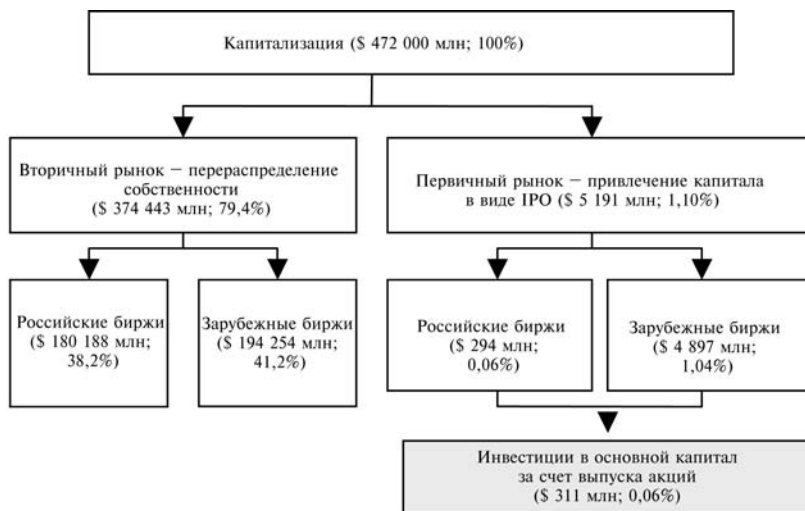 Капитализация ($ 472 000 млн; 100%)
Вторичный рынок – перераспределение
собственности
($ 374 443 млн; 79,4%)
Первичный рынок – привлечение капитала
в виде IPO ($ 5 191 млн; 1,10%)
Российские биржи
($ 180 188 млн;
38,2%)
Зарубежные биржи
($ 194 254 млн;
41,2%)
Российские биржи
($ 294 млн;
0,06%)
Зарубежные биржи
($ 4 897 млн;
1,04%)
Инвестиции в основной капитал
за счет выпуска акций
($ 311 млн; 0,06%)